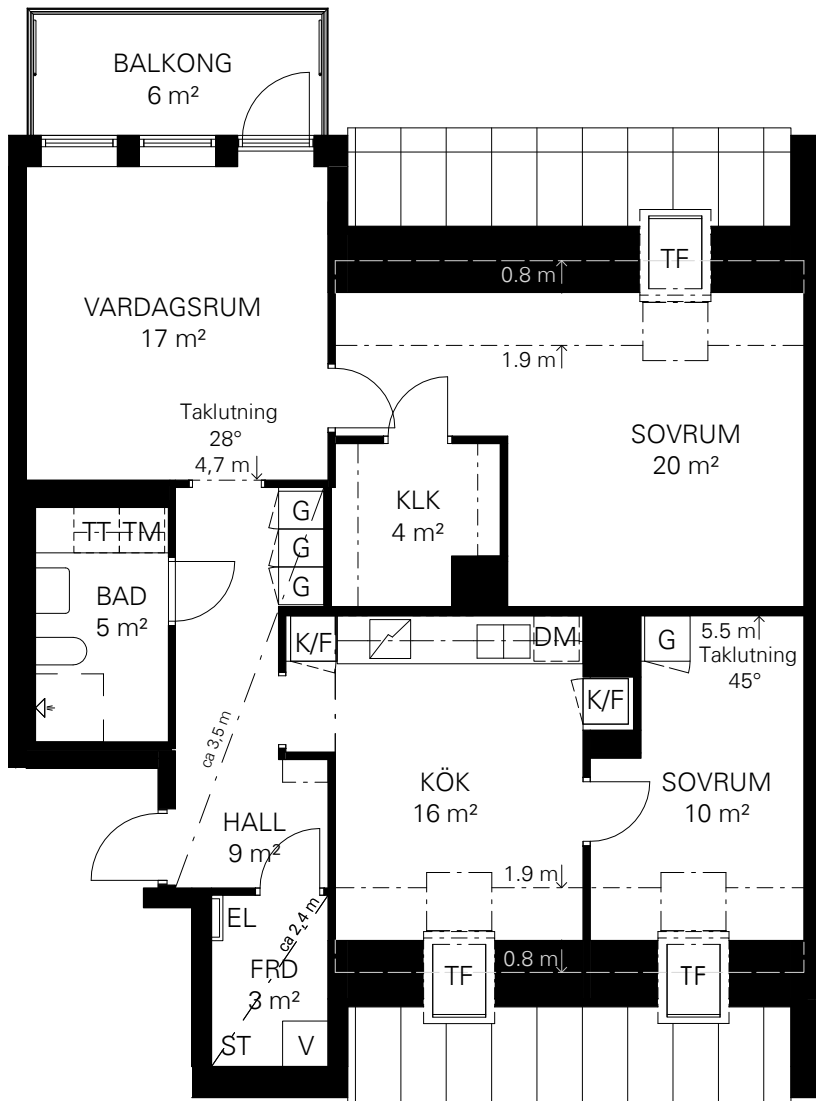 BALKONG
6 m²
TF
0.8 m
VARDAGSRUM
17 m²
1.9 m
Taklutning
28°
4,7 m
SOVRUM
20 m²
KLK
4 m²
G
G
G
TT TM
BAD
5 m²
K/F
DM
G
5.5 m
Taklutning
45°
K/F
ca 3,5 m
KÖK
16 m²
SOVRUM
10 m²
HALL
9 m²
1.9 m
EL
ca 2,4 m
FRD
3 m²
0.8 m
TF
TF
ST
V